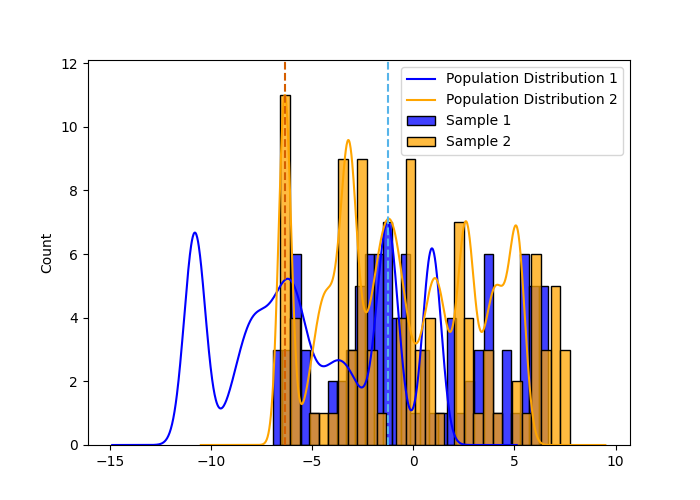 12
10
8
6
4
2
0
Count
−15
−10
−5
0
5
10
Population Distribution 1
Population Distribution 2
Sample 1
Sample 2